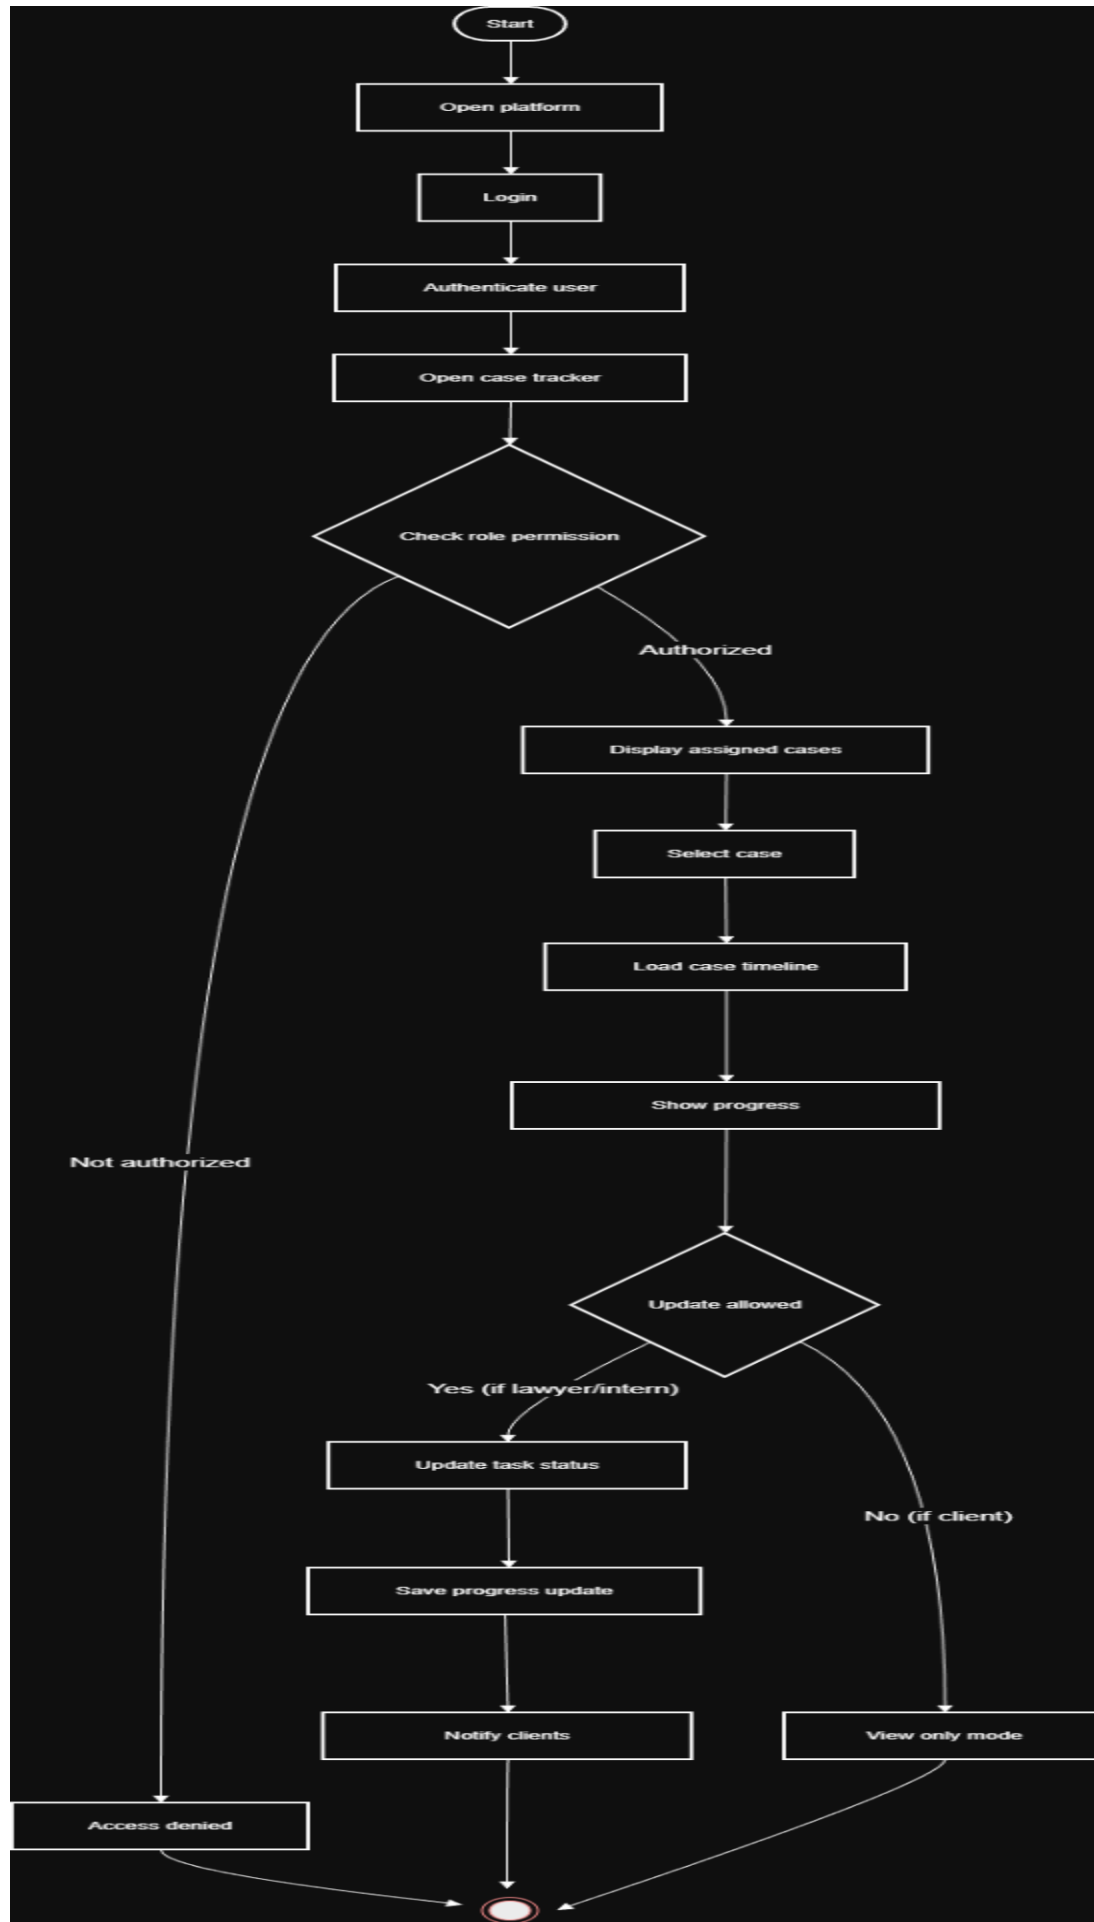 Start
Open platform
Login
Authenticate user
Open case tracker
Check role permission
Authorized
Display assigned cases
Select case
Load case timeline
Show progress
Not authorized
Update allowed
Yes (if lawyer/intern)
Update task status
No (if client)
Save progress update
Notify clients
View only mode
Access denied